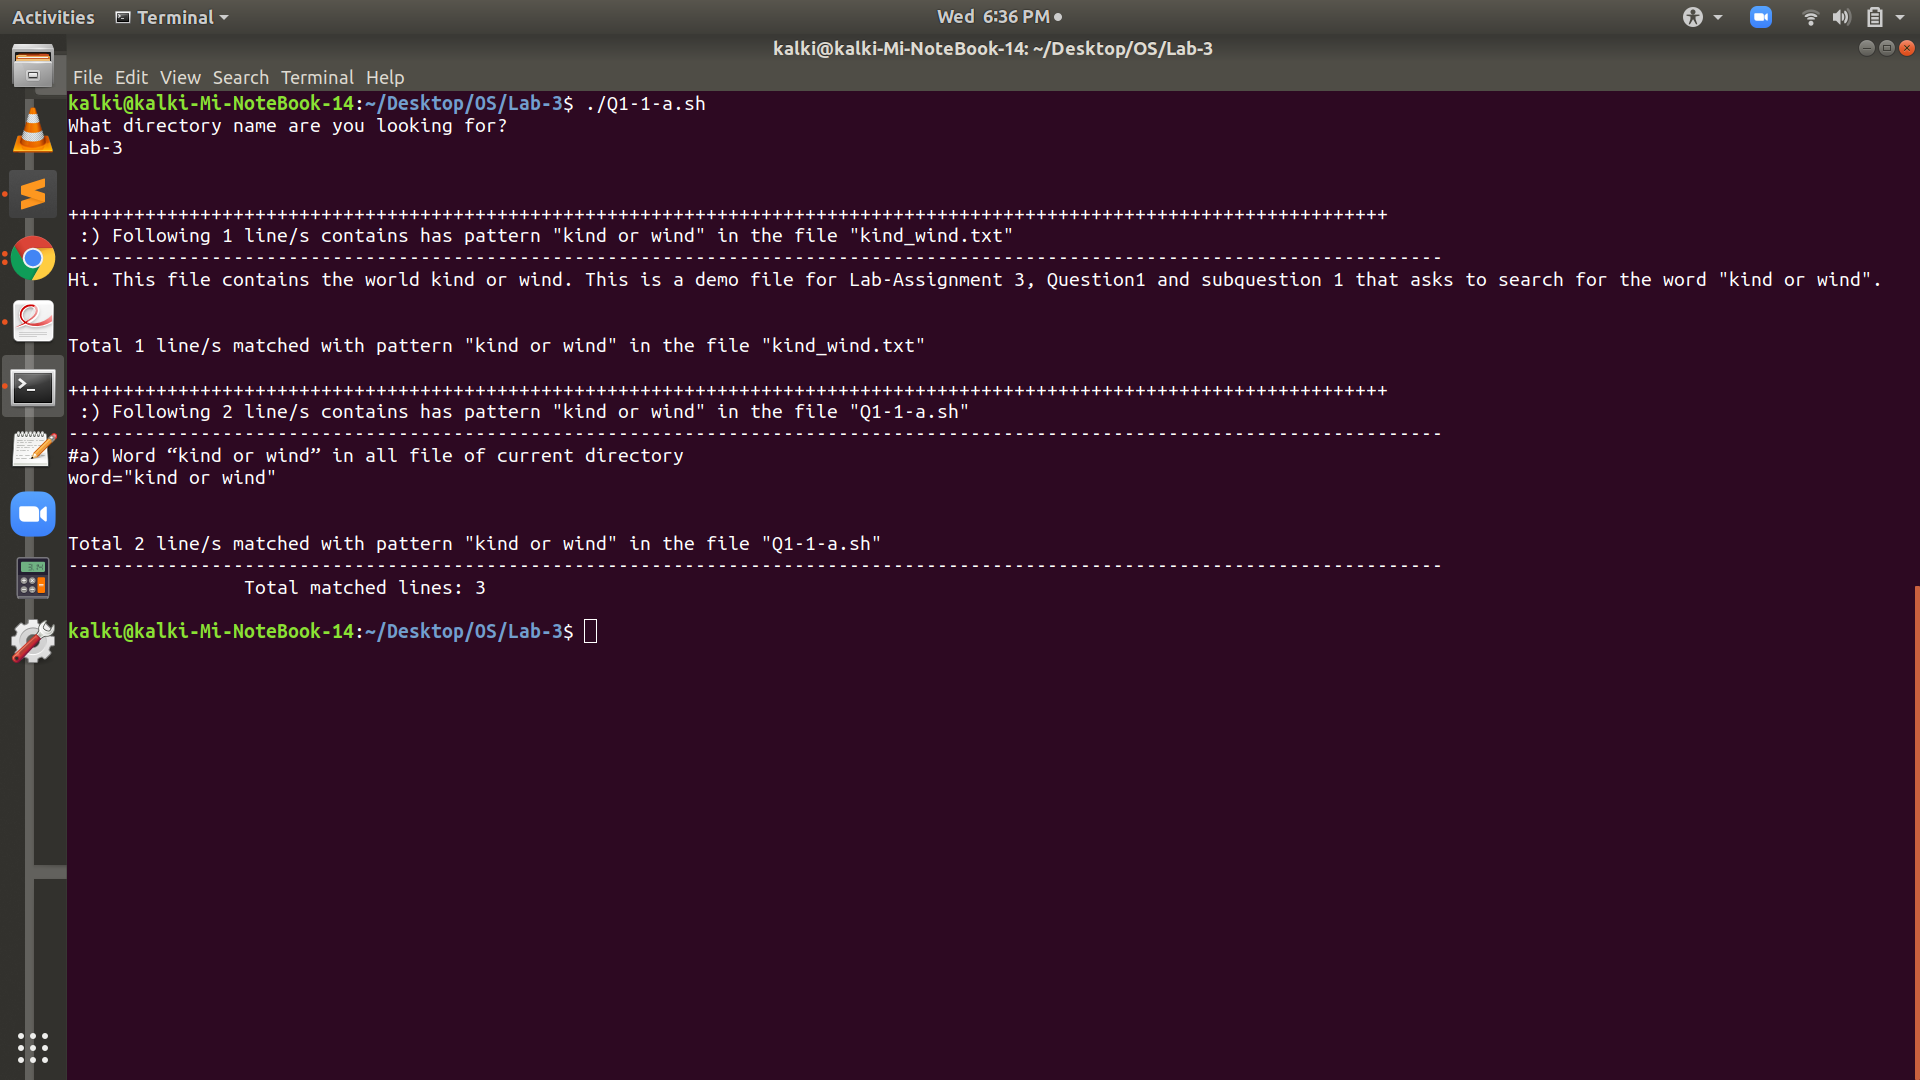 Activities Terminal Wed 6:36 PM
kalki@kalki-Mi-NoteBook-14: ~/Desktop/OS/Lab-3
File Edit View Search Terminal Help
kalki@kalki-Mi-NoteBook-14:~/Desktop/OS/Lab-3$ ./Q1-1-a.sh
What directory name are you looking for?
Lab-3
++++++++++++++++++++++++++++++++++++++++++++++++++++++++++++++++++++++++++++++++++++++++++++++++++++++++++++++++++++++++
:) Following 1 line/s contains has pattern "kind or wind" in the file "kind_wind.txt"
-----------------------------------------------------------------------------------------------------------------------------
Hi. This file contains the world kind or wind. This is a demo file for Lab-Assignment 3, Question1 and subquestion 1 that asks to search for the word "kind or wind".
Total 1 line/s matched with pattern "kind or wind" in the file "kind_wind.txt"
++++++++++++++++++++++++++++++++++++++++++++++++++++++++++++++++++++++++++++++++++++++++++++++++++++++++++++++++++++++++
:) Following 2 line/s contains has pattern "kind or wind" in the file "Q1-1-a.sh"
-----------------------------------------------------------------------------------------------------------------------------
#a) Word “kind or wind” in all file of current directory
word="kind or wind"
Total 2 line/s matched with pattern "kind or wind" in the file "Q1-1-a.sh"
-----------------------------------------------------------------------------------------------------------------------------
Total matched lines: 3
kalki@kalki-Mi-NoteBook-14:~/Desktop/OS/Lab-3$